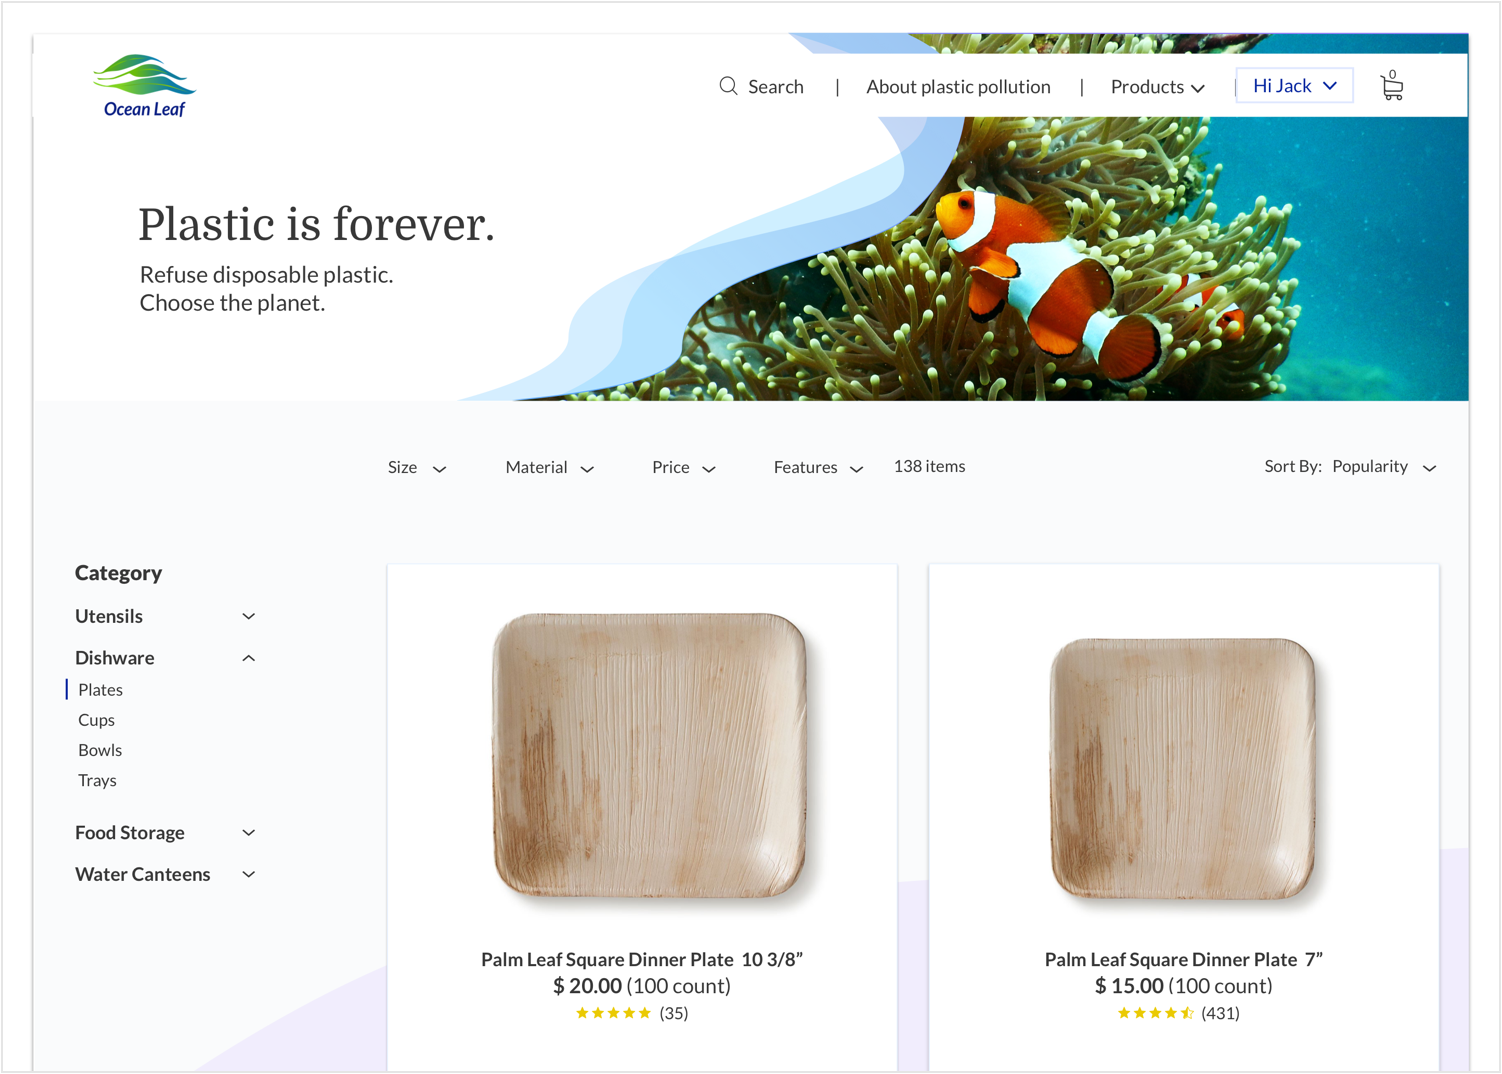 Ocean Leaf
Search | About plastic pollution | Products | Hi Jack 0
Plastic is forever.
Refuse disposable plastic.
Choose the planet.
Size Material Price Features 138 items Sort By: Popularity
Category
Utensils
Dishware
Plates
Cups
Bowls
Trays
Food Storage
Water Canteens
Palm Leaf Square Dinner Plate 10 3/8”
$ 20.00 (100 count)
(35)
Palm Leaf Square Dinner Plate 7”
$ 15.00 (100 count)
(431)